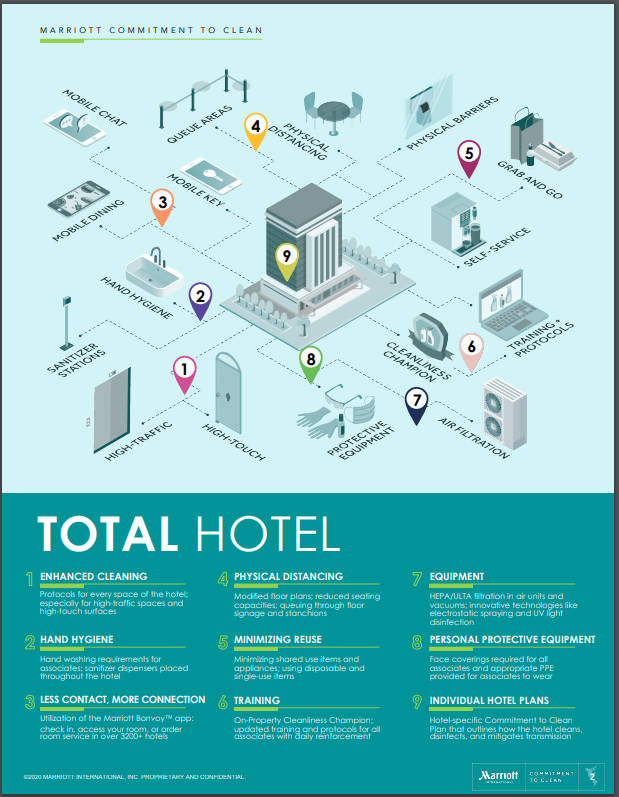 MARRIOTT COMMITMENT TO CLEAN
MOBILE CHAT
QUEUE AREAS
4
PHYSICAL
DISTANCING
PHYSICAL BARRIERS
5
GRAB AND GO
MOBILE DINING
3
MOBILE KEY
SELF-SERVICE
9
HAND HYGIENE
2
SANITIZER
STATIONS
1
8
CLEANLINESS
CHAMPION
6
TRAINING +
PROTOCOLS
7
HIGH-TRAFFIC
HIGH-TOUCH
PROTECTIVE
EQUIPMENT
AIR FILTRATION
TOTAL HOTEL
1 ENHANCED CLEANING
Protocols for every space of the hotel;
especially for high-traffic spaces and
high-touch surfaces
2 HAND HYGIENE
Hand washing requirements for
associates; sanitizer dispensers placed
throughout the hotel
3 LESS CONTACT, MORE CONNECTION
Utilization of the Marriott Bonvoy™ app:
check in, access your room, or order
room service in over 3200+ hotels
4 PHYSICAL DISTANCING
Modified floor plans; reduced seating
capacities; queuing through floor
signage and stanchions
5 MINIMIZING REUSE
Minimizing shared use items and
appliances; using disposable and
single-use items
6 TRAINING
On-Property Cleanliness Champion;
updated training and protocols for all
associates with daily reinforcement
7 EQUIPMENT
HEPA/ULTA filtration in air units and
vacuums; innovative technologies like
electrostatic spraying and UV light
disinfection
8 PERSONAL PROTECTIVE EQUIPMENT
Face coverings required for all
associates and appropriate PPE
provided for associates to wear
9 INDIVIDUAL HOTEL PLANS
Hotel-specific Commitment to Clean
Plan that outlines how the hotel cleans,
disinfects, and mitigates transmission
©2020 MARRIOTT INTERNATIONAL, INC. PROPRIETARY AND CONFIDENTIAL.
Marriott
INTERNATIONAL
COMMITMENT
TO CLEAN
2